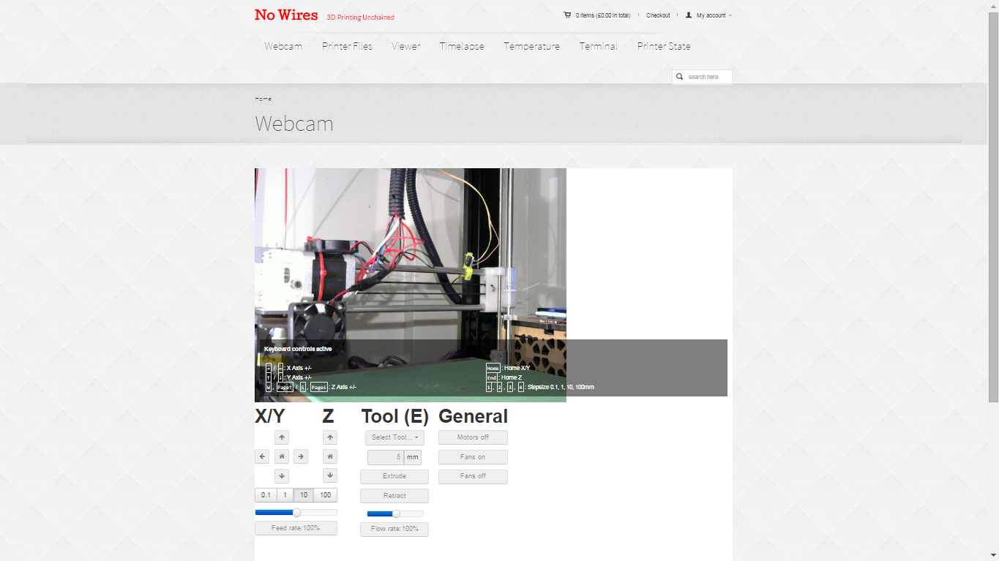 No Wires 3D Printing Unchained
0 items (£0.00 in total) Checkout My account
Webcam Printer Files Viewer Timelapse Temperature Terminal Printer State
search here
Home
Webcam
Keyboard controls active
→ / ← : X Axis +/-
↑ / ↓ : Y Axis +/-
W , Page↑ / S , Page↓ : Z Axis +/-
Home : Home X/Y
End : Home Z
1 , 2 , 3 , 4 : Stepsize 0.1, 1, 10, 100mm
X/Y Z Tool (E) General
Select Tool... Motors off
5 mm Fans on
Extrude Fans off
0.1 1 10 100 Retract
Feed rate:100% Flow rate:100%